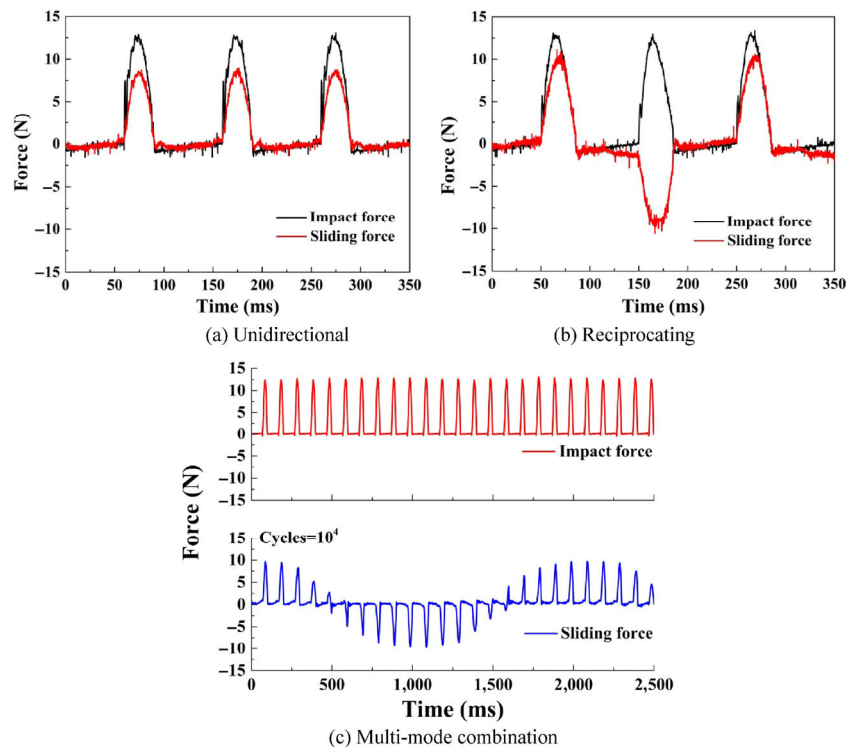 15
10
5
0
−5
−10
−15
Force (N)
Impact force
Sliding force
0 50 100 150 200 250 300 350
Time (ms)
(a) Unidirectional
15
10
5
0
−5
−10
−15
Force (N)
Impact force
Sliding force
0 50 100 150 200 250 300 350
Time (ms)
(b) Reciprocating
15
10
5
0
−5
−10
−15
Impact force
Force (N)
15
10
5
0
−5
−10
−15
Cycles=10⁴
Sliding force
0 500 1,000 1,500 2,000 2,500
Time (ms)
(c) Multi-mode combination